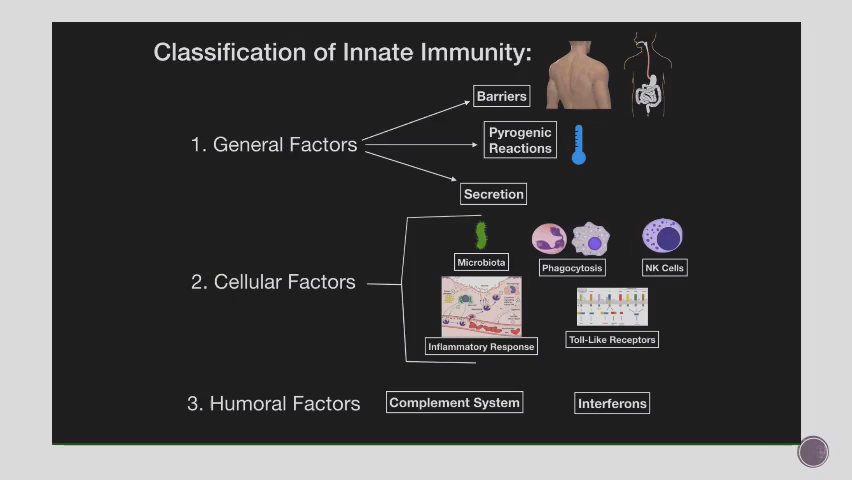 Classification of Innate Immunity:
Barriers
1. General Factors
Pyrogenic
Reactions
Secretion
2. Cellular Factors
Microbiota
Phagocytosis
NK Cells
Inflammatory Response
Toll-Like Receptors
3. Humoral Factors
Complement System
Interferons